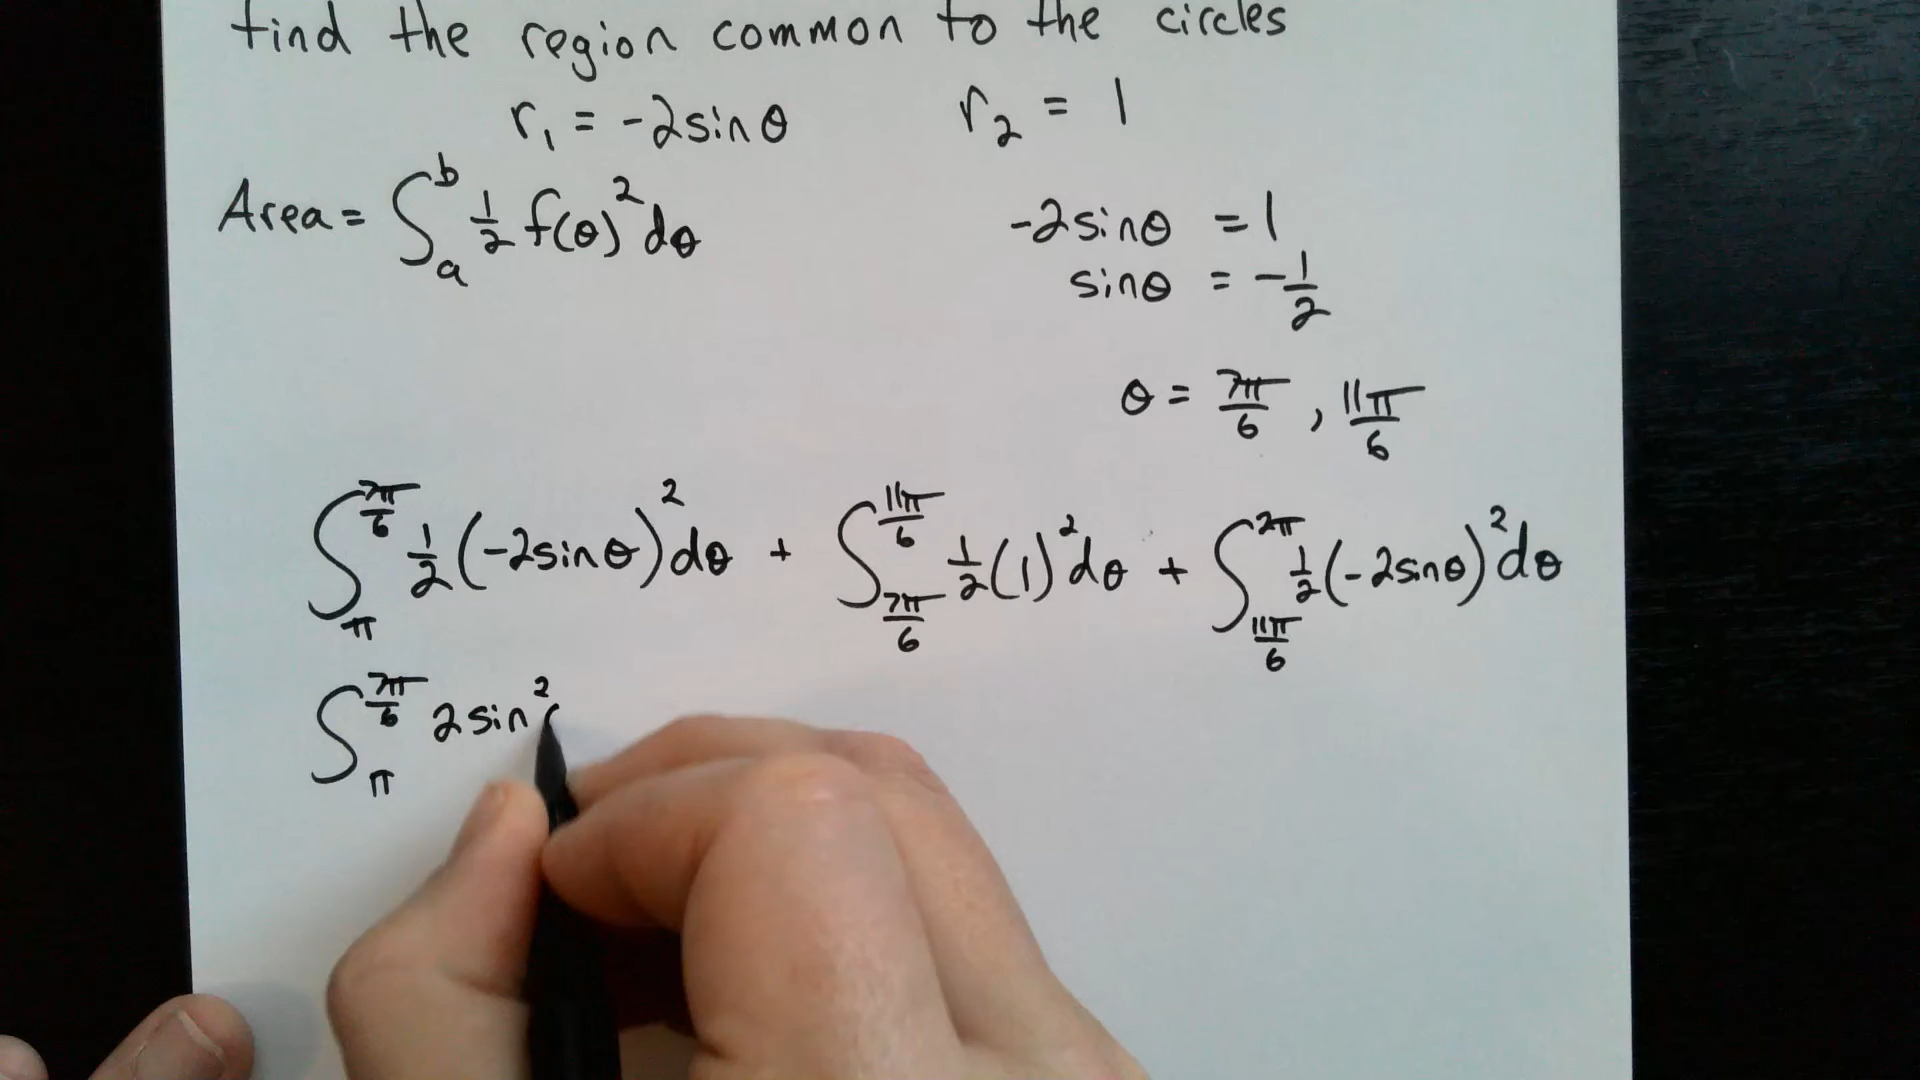 find the region common to the circles
r₁ = -2sinθ r₂ = 1
Area = ∫_a^b 1/2 f(θ)² dθ -2sinθ = 1
sinθ = -1/2
θ = 7π/6 , 11π/6
∫_π^(7π/6) 1/2 (-2sinθ)² dθ + ∫_(7π/6)^(11π/6) 1/2 (1)² dθ + ∫_(11π/6)^(2π) 1/2 (-2sinθ)² dθ
∫_π^(7π/6) 2sin²